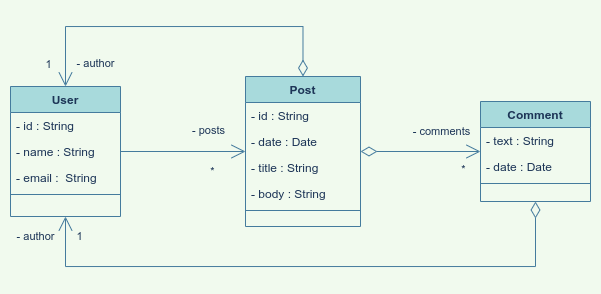 1
- author
User
- id : String
- name : String
- email :  String
- author
1
- posts
*
Post
- id : String
- date : Date
- title : String
- body : String
- comments
*
Comment
- text : String
- date : Date